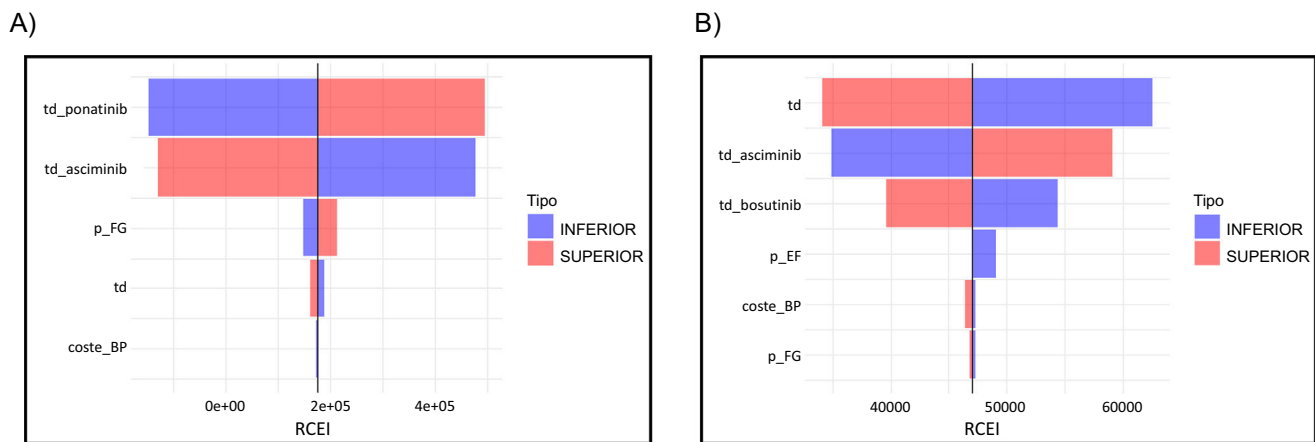 A)
td_ponatinib
td_asciminib
p_FG
td
coste_BP
0e+00 2e+05 4e+05
RCEI
Tipo
INFERIOR
SUPERIOR
B)
td
td_asciminib
td_bosutinib
p_EF
coste_BP
p_FG
40000 50000 60000
RCEI
Tipo
INFERIOR
SUPERIOR